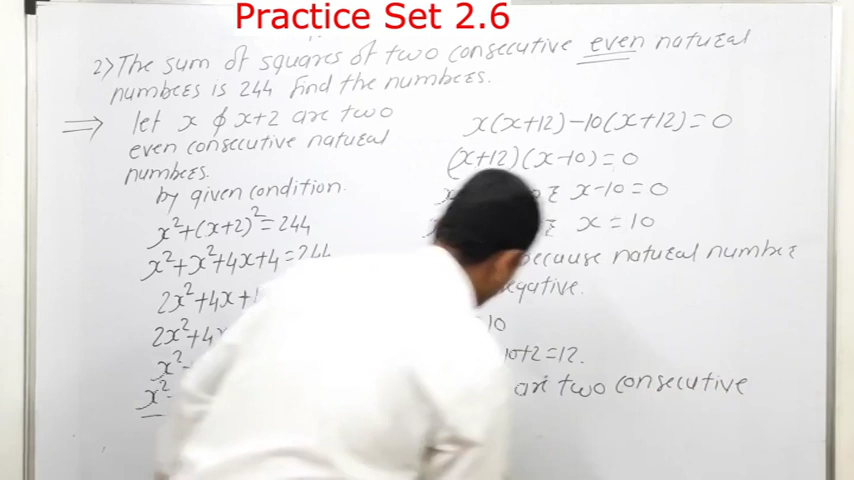 Practice Set 2.6
2) The sum of squares of two consecutive even natural
numbers is 244 find the numbers.
⇒ let x & x+2 are two
even consecutive natural
numbers.
by given condition.
x²+(x+2)²=244
x²+x²+4x+4=244
2x²+4x+
2x²+4x
x²
x²-
x(x+12)-10(x+12)=0
(x+12)(x-10)=0
x-10=0
x=10
because natural number
10
10+2=12.
are two consecutive